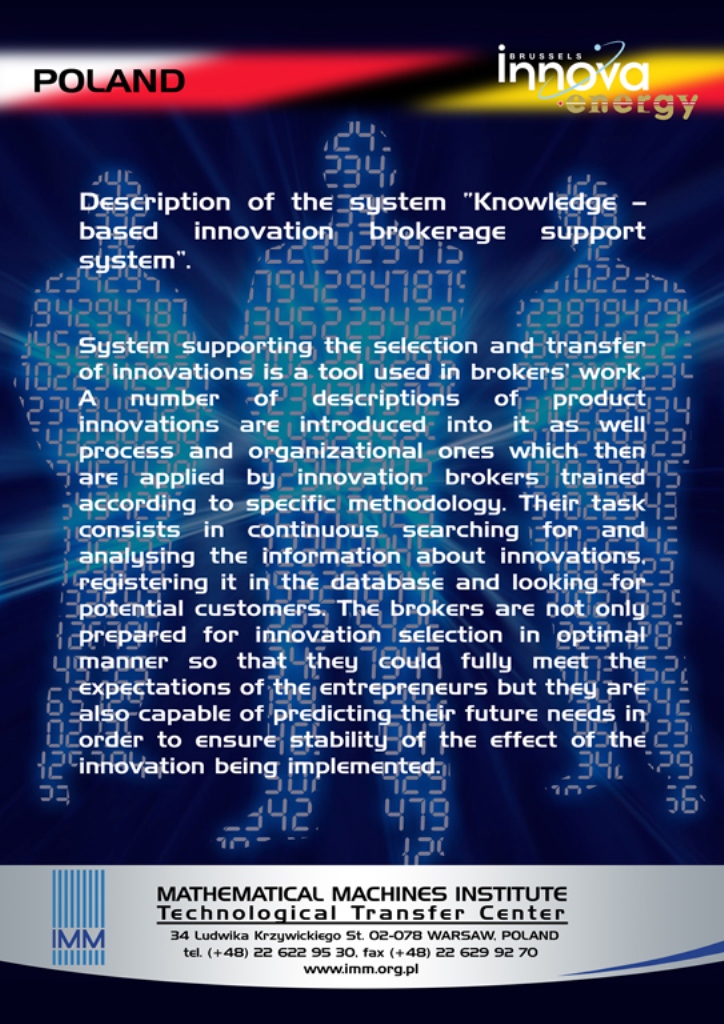 POLAND
BRUSSELS
innova
energy
Description of the system "Knowledge –
based innovation brokerage support
system".
System supporting the selection and transfer
of innovations is a tool used in brokers' work.
A number of descriptions of product
innovations are introduced into it as well
process and organizational ones which then
are applied by innovation brokers trained
according to specific methodology. Their task
consists in continuous searching for and
analysing the information about innovations,
registering it in the database and looking for
potential customers. The brokers are not only
prepared for innovation selection in optimal
manner so that they could fully meet the
expectations of the entrepreneurs but they are
also capable of predicting their future needs in
order to ensure stability of the effect of the
innovation being implemented.
IMM
MATHEMATICAL MACHINES INSTITUTE
Technological Transfer Center
34 Ludwika Krzywickiego St. 02-078 WARSAW, POLAND
tel. (+48) 22 622 95 30, fax (+48) 22 629 92 70
www.imm.org.pl